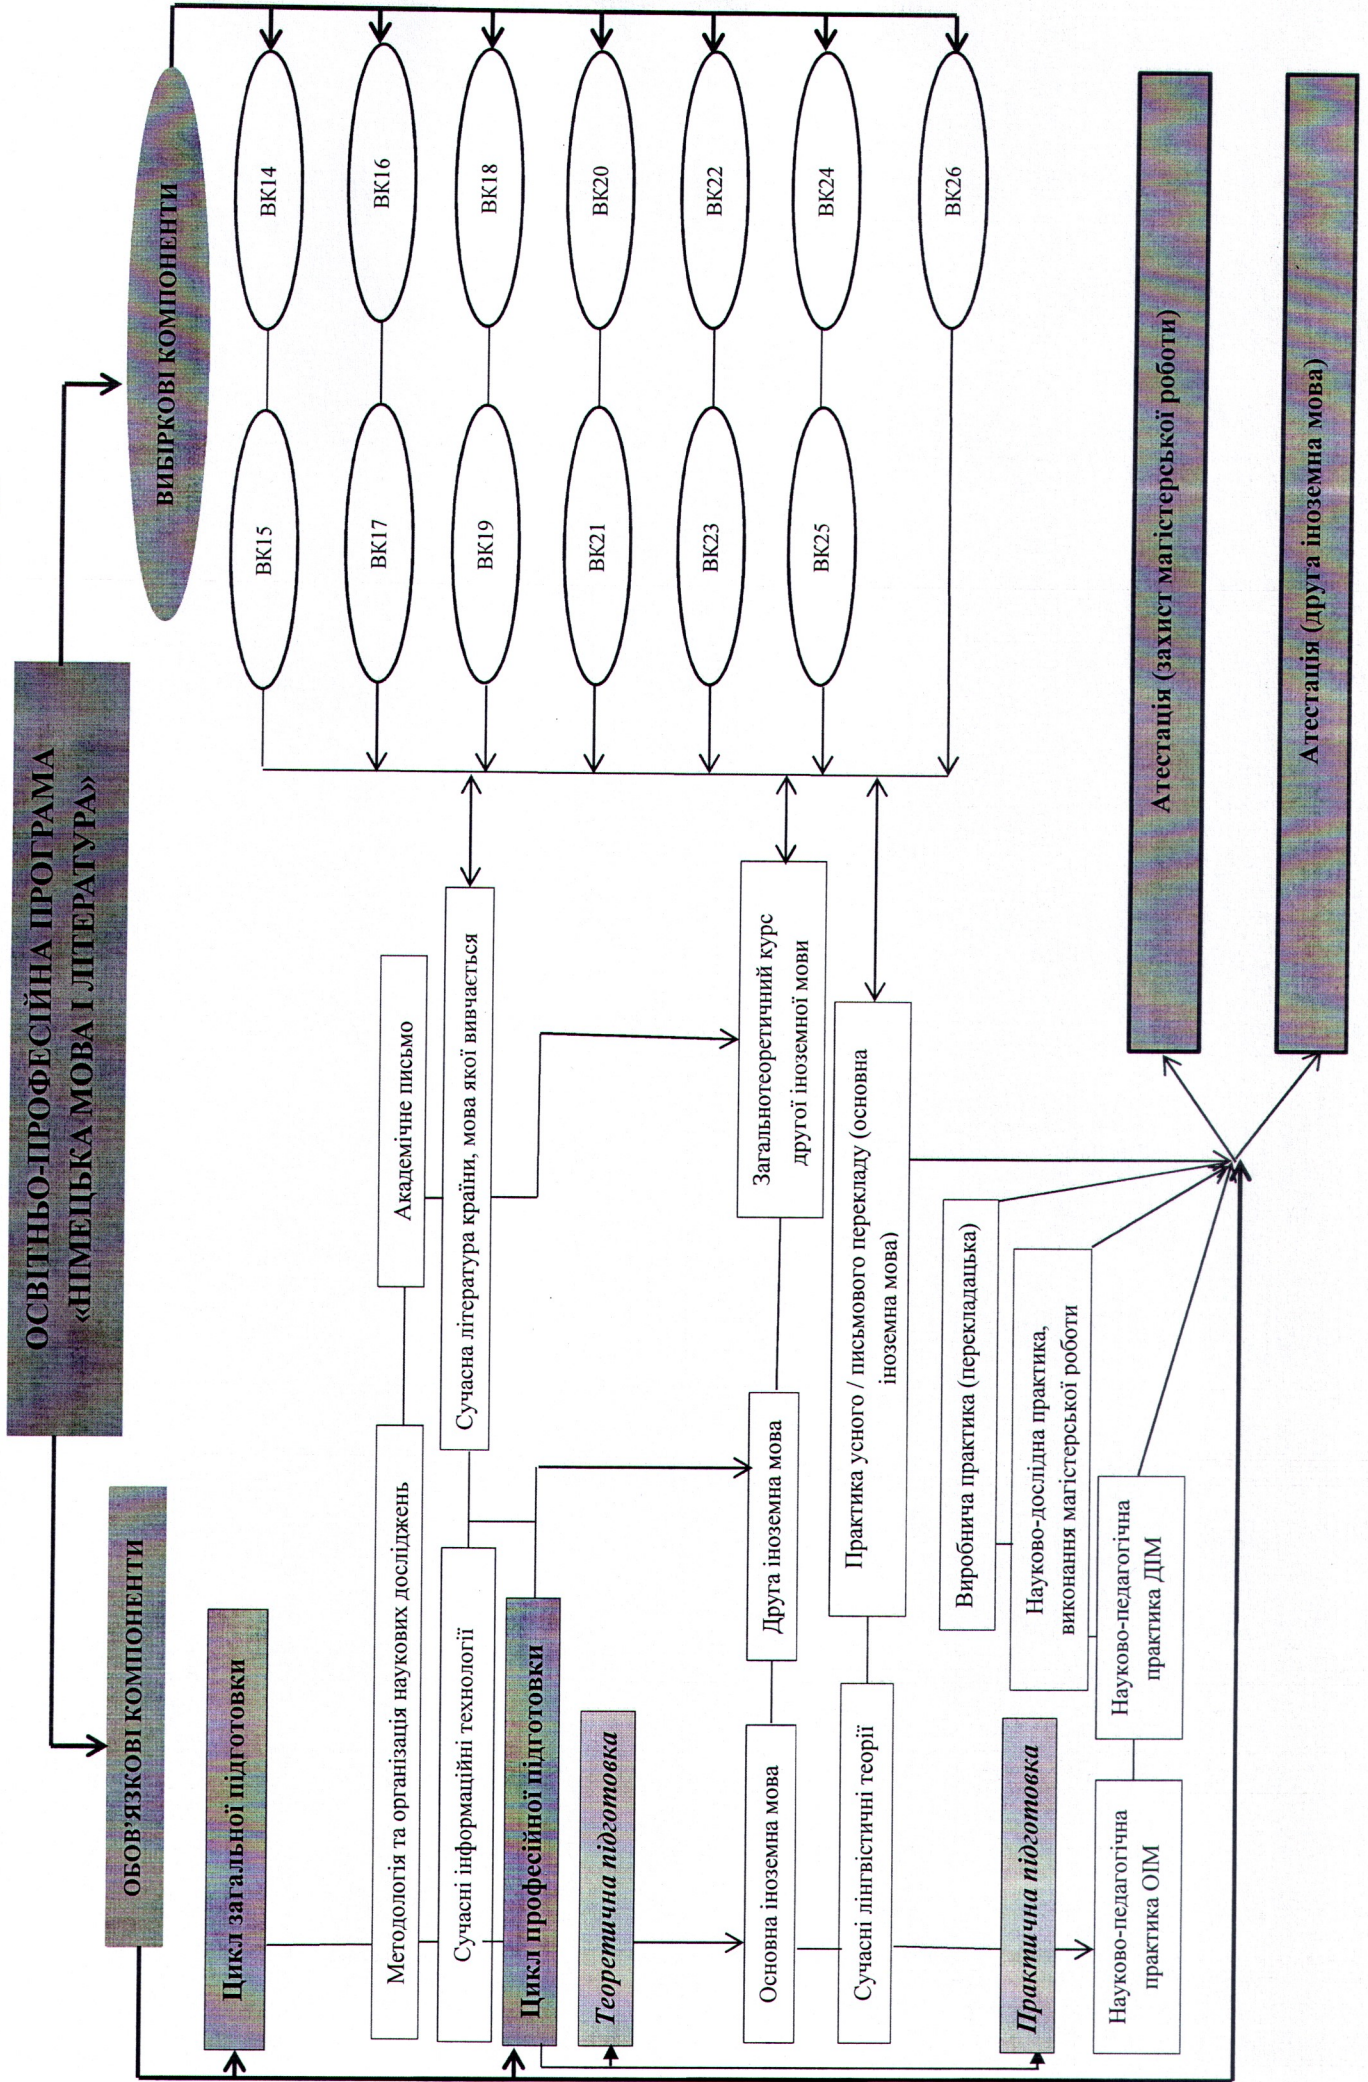 ОСВІТНЬО-ПРОФЕСІЙНА ПРОГРАМА
«НІМЕЦЬКА МОВА І ЛІТЕРАТУРА»
ОБОВ’ЯЗКОВІ КОМПОНЕНТИ
ВИБІРКОВІ КОМПОНЕНТИ
Цикл загальної підготовки
ВК15
ВК14
Методологія та організація наукових досліджень
Академічне письмо
ВК17
ВК16
Сучасні інформаційні технології
Сучасна література країни, мова якої вивчається
ВК19
ВК18
Цикл професійної підготовки
Теоретична підготовка
ВК21
ВК20
Основна іноземна мова
Друга іноземна мова
Загальнотеоретичний курс
другої іноземної мови
ВК23
ВК22
Сучасні лінгвістичні теорії
Практика усного / письмового перекладу (основна
іноземна мова)
ВК25
ВК24
ВК26
Практична підготовка
Виробнича практика (перекладацька)
Науково-дослідна практика,
виконання магістерської роботи
Науково-педагогічна
практика ОІМ
Науково-педагогічна
практика ДІМ
Атестація (захист магістерської роботи)
Атестація (друга іноземна мова)